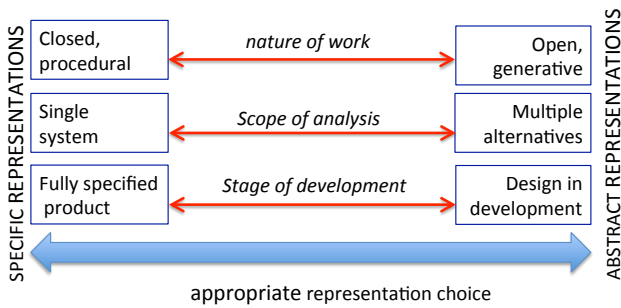 SPECIFIC REPRESENTATIONS
Closed,
procedural
nature of work
Open,
generative
Single
system
Scope of analysis
Multiple
alternatives
Fully specified
product
Stage of development
Design in
development
ABSTRACT REPRESENTATIONS
appropriate representation choice